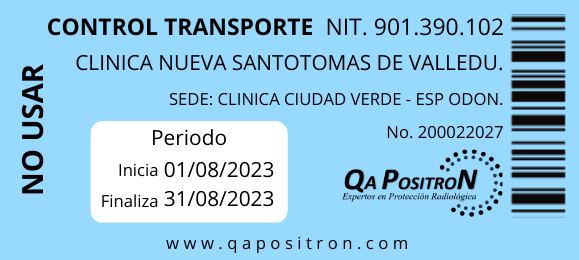 CONTROL TRANSPORTE NIT. 901.390.102
CLINICA NUEVA SANTOTOMAS DE VALLEDU.
SEDE: CLINICA CIUDAD VERDE - ESP ODON.
No. 200022027
NO USAR
Periodo
Inicia 01/08/2023
Finaliza 31/08/2023
QA POSITRON
Expertos en Protección Radiológica
www.qapositron.com